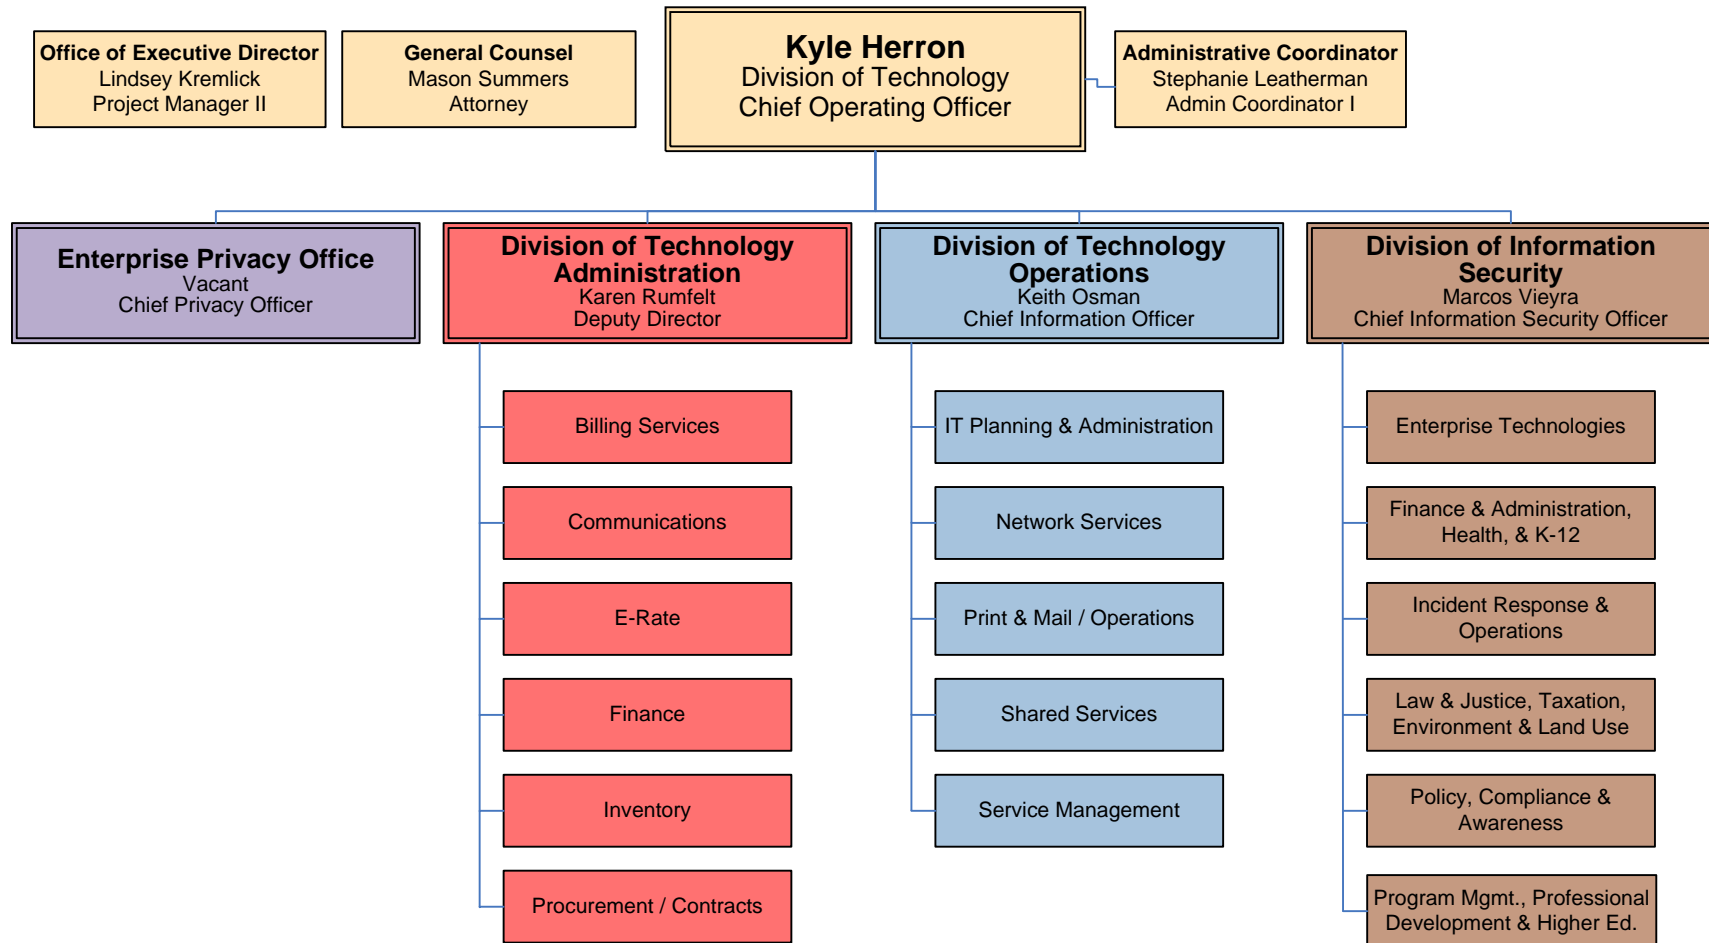 Office of Executive Director
Lindsey Kremlick
Project Manager II
General Counsel
Mason Summers
Attorney
Kyle Herron
Division of Technology
Chief Operating Officer
Administrative Coordinator
Stephanie Leatherman
Admin Coordinator I
Enterprise Privacy Office
Vacant
Chief Privacy Officer
Division of Technology
Administration
Karen Rumfelt
Deputy Director
Division of Technology
Operations
Keith Osman
Chief Information Officer
Division of Information
Security
Marcos Vieyra
Chief Information Security Officer
Billing Services
Communications
E-Rate
Finance
Inventory
Procurement / Contracts
IT Planning & Administration
Network Services
Print & Mail / Operations
Shared Services
Service Management
Enterprise Technologies
Finance & Administration,
Health, & K-12
Incident Response &
Operations
Law & Justice, Taxation,
Environment & Land Use
Policy, Compliance &
Awareness
Program Mgmt., Professional
Development & Higher Ed.